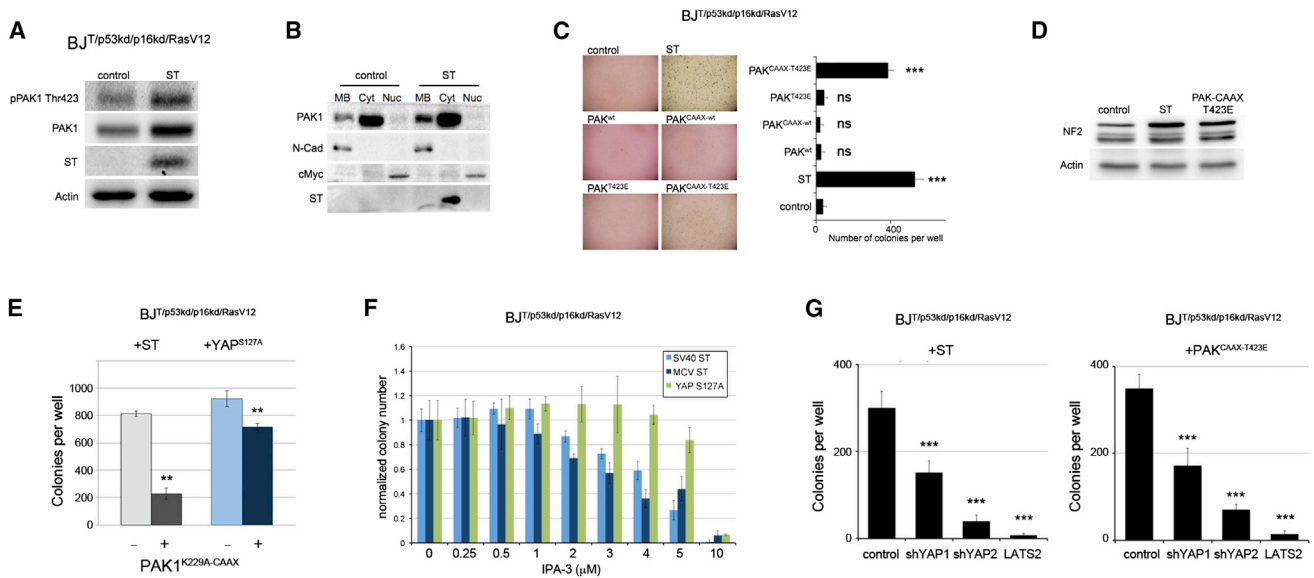 A
BJT/p53kd/p16kd/RasV12
control ST
pPAK1 Thr423
PAK1
ST
Actin
B
control ST
MB Cyt Nuc MB Cyt Nuc
PAK1
N-Cad
cMyc
ST
C
BJT/p53kd/p16kd/RasV12
control ST
PAKwt PAKCAAX-wt
PAKT423E PAKCAAX-T423E
PAKCAAX-T423E ***
PAKT423E ns
PAKCAAX-wt ns
PAKwt ns
ST ***
control
0 400
Number of colonies per well
D
control ST PAK-CAAX
T423E
NF2
Actin
E
BJT/p53kd/p16kd/RasV12
+ST +YAPS127A
Colonies per well
1000
800
600
400
200
0
** **
– + – +
PAK1K229A-CAAX
F
BJT/p53kd/p16kd/RasV12
normalized colony number
1.6
1.4
1.2
1
0.8
0.6
0.4
0.2
0
SV40 ST
MCV ST
YAP S127A
0 0.25 0.5 1 2 3 4 5 10
IPA-3 (μM)
G
BJT/p53kd/p16kd/RasV12
+ST
Colonies per well
400
200
0
*** *** ***
control shYAP1 shYAP2 LATS2
BJT/p53kd/p16kd/RasV12
+PAKCAAX-T423E
Colonies per well
400
200
0
*** *** ***
control shYAP1 shYAP2 LATS2